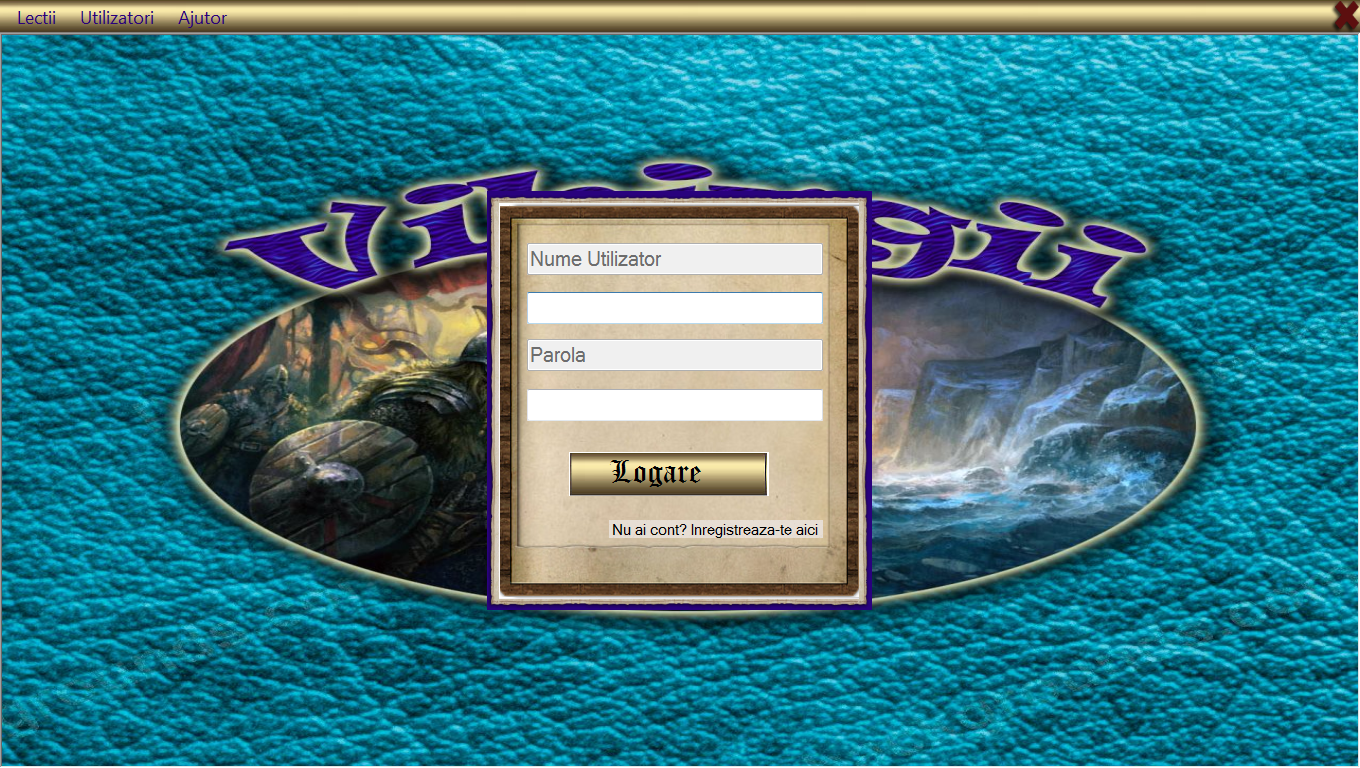 Lectii Utilizatori Ajutor
Nume Utilizator
Parola
Logare
Nu ai cont? Inregistreaza-te aici